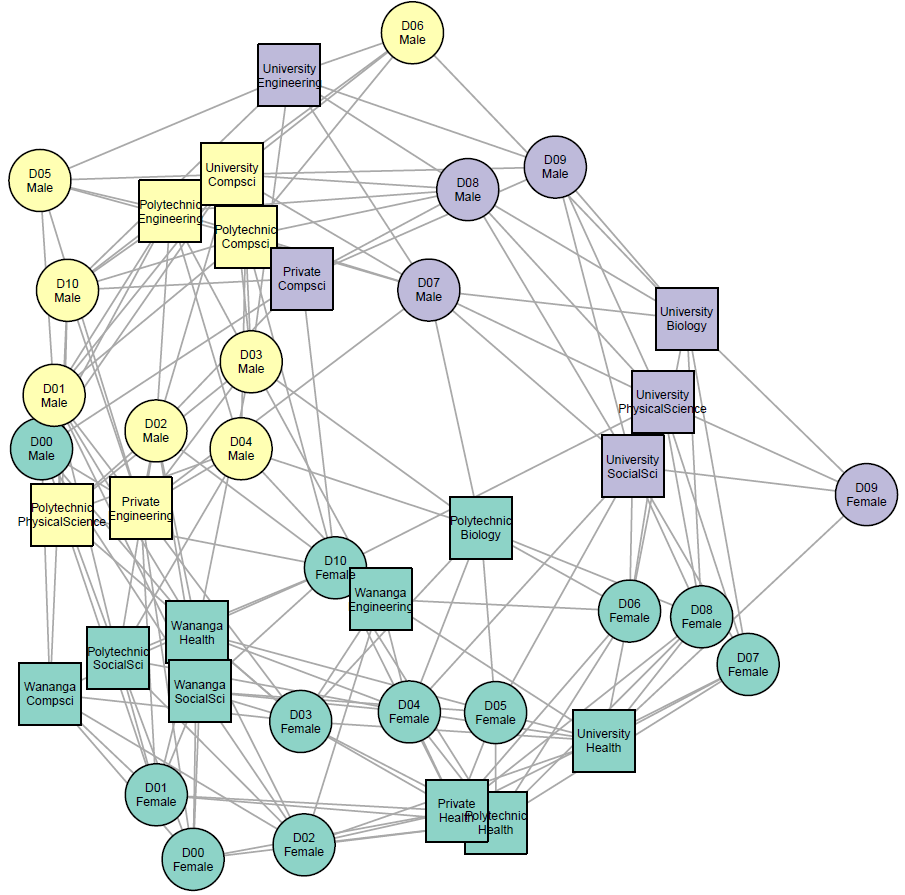 D06
Male
University
Engineering
D09
Male
University
Compsci
D05
Male
D08
Male
Polytechnic
Engineering
Polytechnic
Compsci
Private
Compsci
D10
Male
D07
Male
University
Biology
D03
Male
D01
Male
University
PhysicalScience
D02
Male
D04
Male
D00
Male
University
SocialSci
D09
Female
Polytechnic
PhysicalScience
Private
Engineering
Polytechnic
Biology
D10
Female
Wananga
Engineering
D06
Female
D08
Female
Wananga
Health
Polytechnic
SocialSci
D07
Female
Wananga
Compsci
Wananga
SocialSci
D03
Female
D04
Female
D05
Female
University
Health
D01
Female
Private
Health
Polytechnic
Health
D02
Female
D00
Female